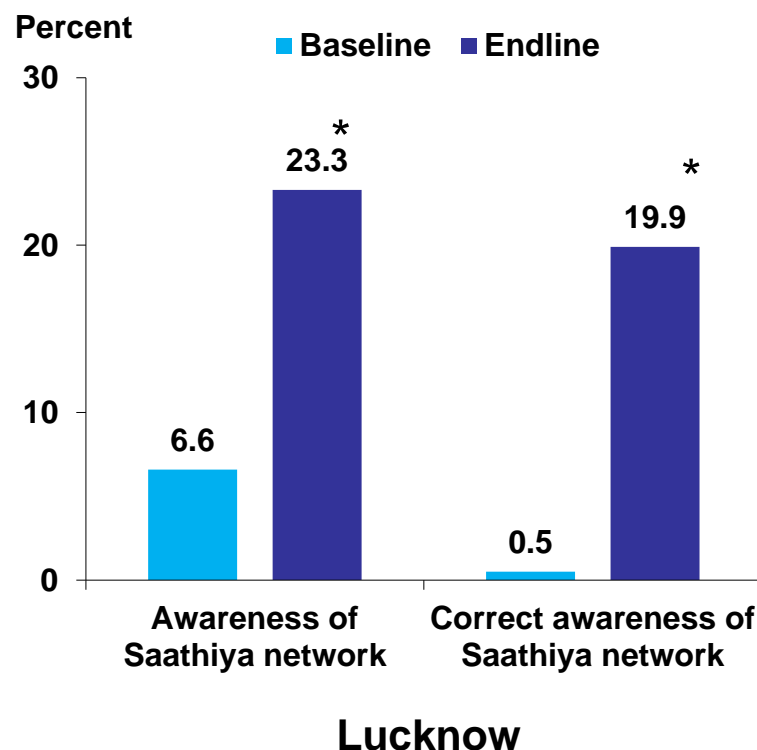 Percent
Baseline Endline
30
*
23.3
*
19.9
20
10
6.6
0.5
0
Awareness of Correct awareness of
Saathiya network Saathiya network
Lucknow